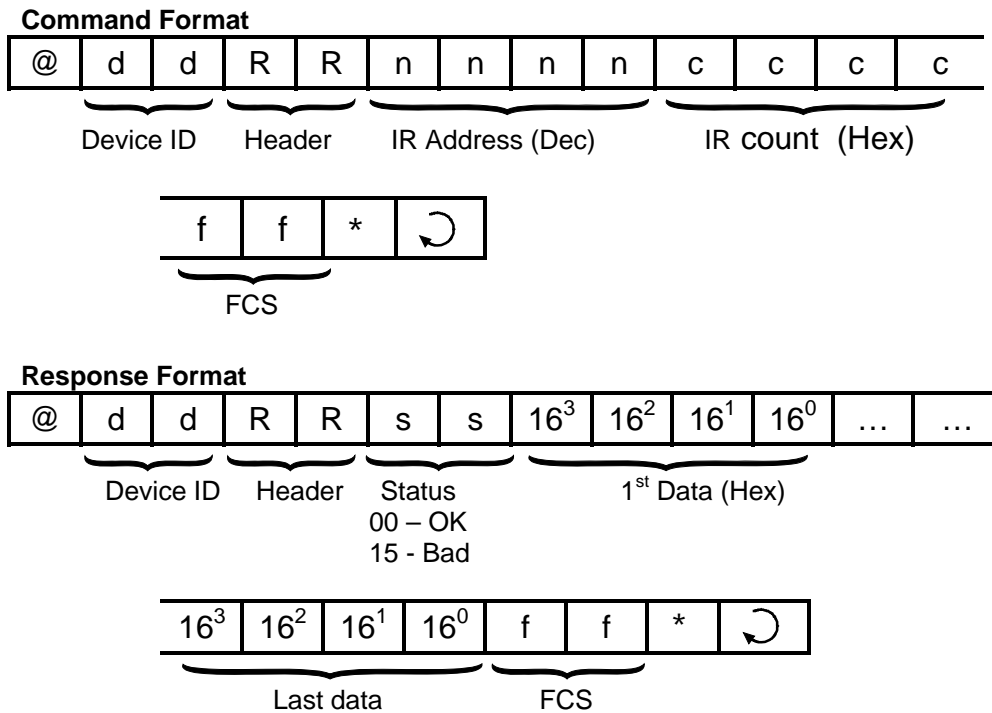 Command Format
@ d d R R n n n n c c c c
Device ID Header IR Address (Dec) IR count (Hex)
f f *
FCS
Response Format
@ d d R R s s 16³ 16² 16¹ 16⁰ … …
Device ID Header Status 1ˢᵗ Data (Hex)
00 – OK
15 - Bad
16³ 16² 16¹ 16⁰ f f *
Last data FCS